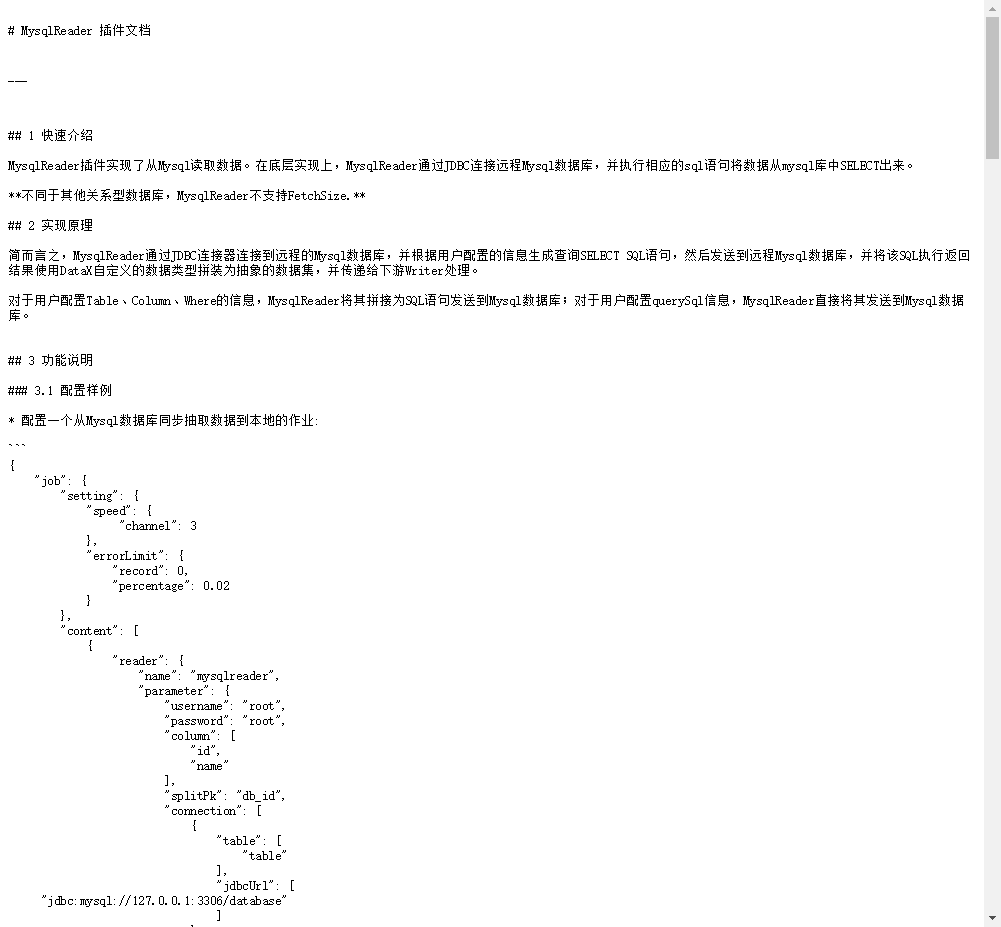 # MysqlReader 插件文档
___
## 1 快速介绍
MysqlReader插件实现了从Mysql读取数据。在底层实现上，MysqlReader通过JDBC连接远程Mysql数据库，并执行相应的sql语句将数据从mysql库中SELECT出来。
**不同于其他关系型数据库，MysqlReader不支持FetchSize.**
## 2 实现原理
简而言之，MysqlReader通过JDBC连接器连接到远程的Mysql数据库，并根据用户配置的信息生成查询SELECT SQL语句，然后发送到远程Mysql数据库，并将该SQL执行返回
结果使用DataX自定义的数据类型拼装为抽象的数据集，并传递给下游Writer处理。
对于用户配置Table、Column、Where的信息，MysqlReader将其拼接为SQL语句发送到Mysql数据库；对于用户配置querySql信息，MysqlReader直接将其发送到Mysql数据
库。
## 3 功能说明
### 3.1 配置样例
* 配置一个从Mysql数据库同步抽取数据到本地的作业:
```
{
    "job": {
        "setting": {
            "speed": {
                 "channel": 3
            },
            "errorLimit": {
                "record": 0,
                "percentage": 0.02
            }
        },
        "content": [
            {
                "reader": {
                    "name": "mysqlreader",
                    "parameter": {
                        "username": "root",
                        "password": "root",
                        "column": [
                            "id",
                            "name"
                        ],
                        "splitPk": "db_id",
                        "connection": [
                            {
                                "table": [
                                    "table"
                                ],
                                "jdbcUrl": [
     "jdbc:mysql://127.0.0.1:3306/database"
                                ]